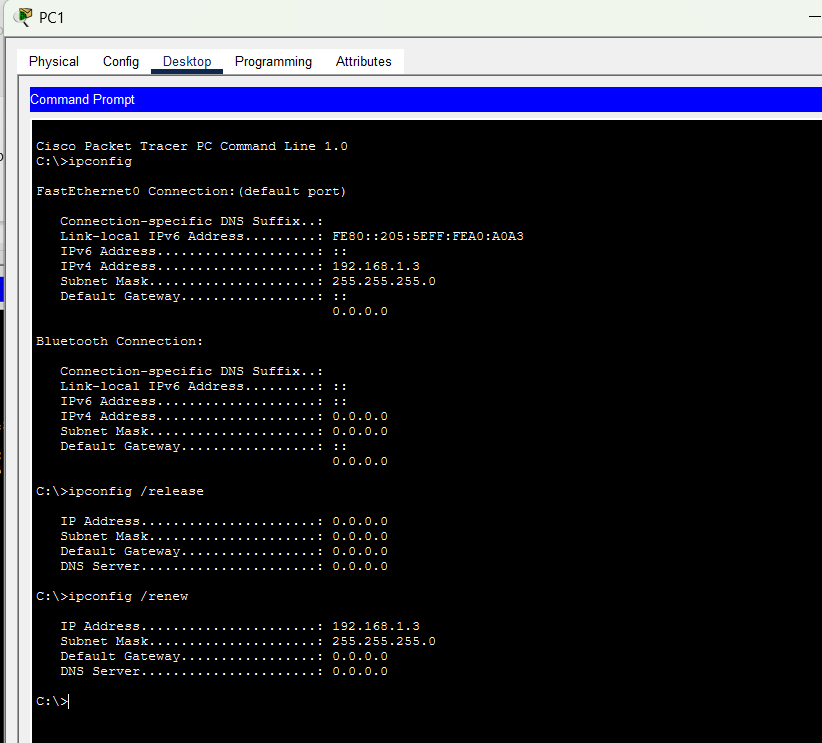 PC1
Physical Config Desktop Programming Attributes
Command Prompt
Cisco Packet Tracer PC Command Line 1.0
C:\>ipconfig
FastEthernet0 Connection:(default port)
Connection-specific DNS Suffix..:
Link-local IPv6 Address.........: FE80::205:5EFF:FEA0:A0A3
IPv6 Address....................: ::
IPv4 Address....................: 192.168.1.3
Subnet Mask.....................: 255.255.255.0
Default Gateway.................: ::
0.0.0.0
Bluetooth Connection:
Connection-specific DNS Suffix..:
Link-local IPv6 Address.........: ::
IPv6 Address....................: ::
IPv4 Address....................: 0.0.0.0
Subnet Mask.....................: 0.0.0.0
Default Gateway.................: ::
0.0.0.0
C:\>ipconfig /release
IP Address......................: 0.0.0.0
Subnet Mask.....................: 0.0.0.0
Default Gateway.................: 0.0.0.0
DNS Server......................: 0.0.0.0
C:\>ipconfig /renew
IP Address......................: 192.168.1.3
Subnet Mask.....................: 255.255.255.0
Default Gateway.................: 0.0.0.0
DNS Server......................: 0.0.0.0
C:\>